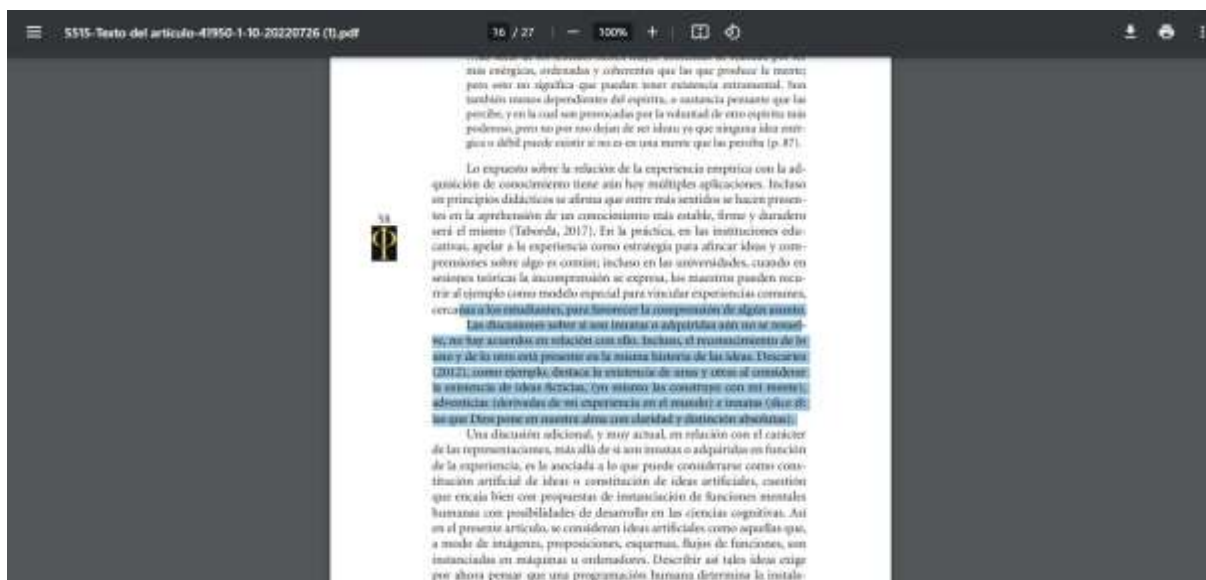 5515-Texto del artículo-41950-1-10-20220726 (1).pdf
16 / 27
100%
más enérgicas, ordenadas y coherentes que las que produce la mente;
pero esto no significa que puedan tener existencia extramental. Son
también menos dependientes del espíritu, o sustancia pensante que las
percibe, y en la cual son provocadas por la voluntad de otro espíritu más
poderoso, pero no por eso dejan de ser ideas; ya que ninguna idea enér-
gica o débil puede existir si no es en una mente que las perciba (p. 87).
Lo expuesto sobre la relación de la experiencia empírica con la ad-
quisición de conocimiento tiene aún hoy múltiples aplicaciones. Incluso
en principios didácticos se afirma que entre más sentidos se hacen presen-
tes en la aprehensión de un conocimiento más estable, firme y duradero
será el mismo (Taborda, 2017). En la práctica, en las instituciones edu-
cativas, apelar a la experiencia como estrategia para afincar ideas y com-
prensiones sobre algo es común; incluso en las universidades, cuando en
sesiones teóricas la incomprensión se expresa, los maestros pueden recu-
rrir al ejemplo como modelo especial para vincular experiencias comunes,
cercanas a los estudiantes, para favorecer la comprensión de algún asunto.
58
Las discusiones sobre si son innatas o adquiridas aún no se resuel-
ve, no hay acuerdos en relación con ello. Incluso, el reconocimiento de lo
uno y de lo otro está presente en la misma historia de las ideas. Descartes
(2012), como ejemplo, destaca la existencia de unas y otras al considerar
la existencia de ideas ficticias, (yo mismo las construyo con mi mente);
adventicias (derivadas de mi experiencia en el mundo) e innatas (dice él:
las que Dios pone en nuestra alma con claridad y distinción absolutas).
Una discusión adicional, y muy actual, en relación con el carácter
de las representaciones, más allá de si son innatas o adquiridas en función
de la experiencia, es la asociada a lo que puede considerarse como cons-
titución artificial de ideas o constitución de ideas artificiales, cuestión
que encaja bien con propuestas de instanciación de funciones mentales
humanas con posibilidades de desarrollo en las ciencias cognitivas. Así
en el presente artículo, se consideran ideas artificiales como aquellas que,
a modo de imágenes, proposiciones, esquemas, flujos de funciones, son
instanciadas en máquinas u ordenadores. Describir así tales ideas exige
por ahora pensar que una programación humana determina la instala-